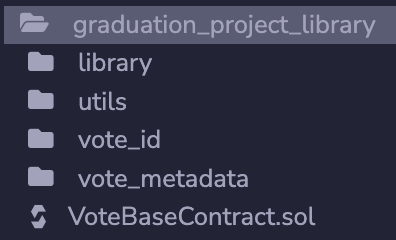 graduation_project_library
library
utils
vote_id
vote_metadata
VoteBaseContract.sol